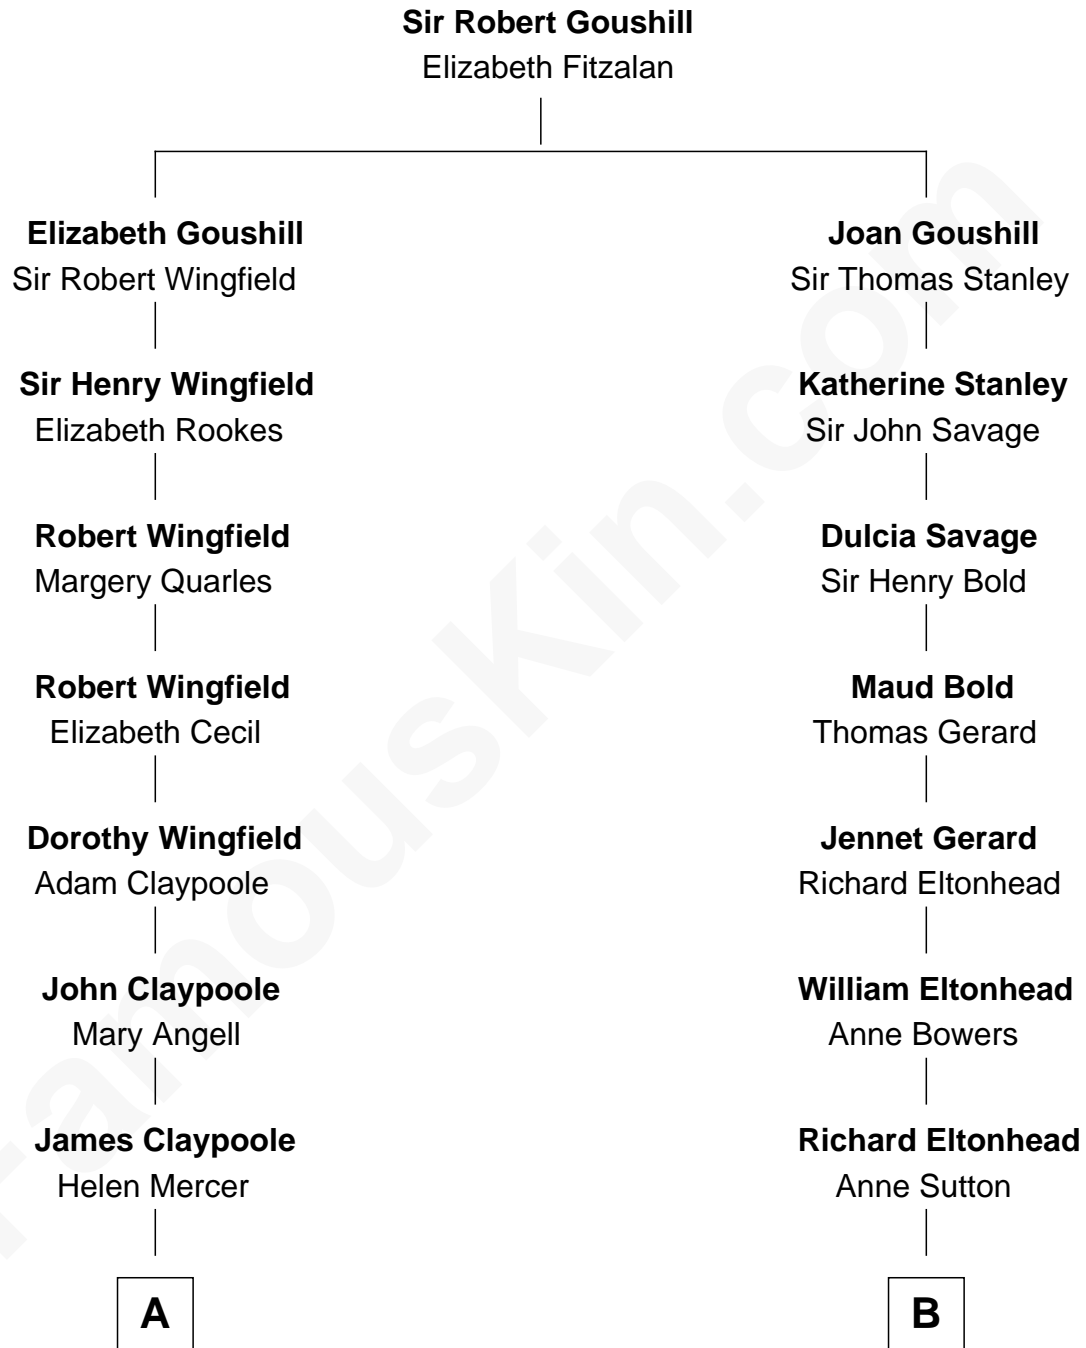 Sir Robert Goushill
Elizabeth Fitzalan
Elizabeth Goushill
Sir Robert Wingfield
Joan Goushill
Sir Thomas Stanley
Sir Henry Wingfield
Elizabeth Rookes
Katherine Stanley
Sir John Savage
Robert Wingfield
Margery Quarles
Dulcia Savage
Sir Henry Bold
Robert Wingfield
Elizabeth Cecil
Maud Bold
Thomas Gerard
Dorothy Wingfield
Adam Claypoole
Jennet Gerard
Richard Eltonhead
John Claypoole
Mary Angell
William Eltonhead
Anne Bowers
James Claypoole
Helen Mercer
Richard Eltonhead
Anne Sutton
A
B
FamousKin.com